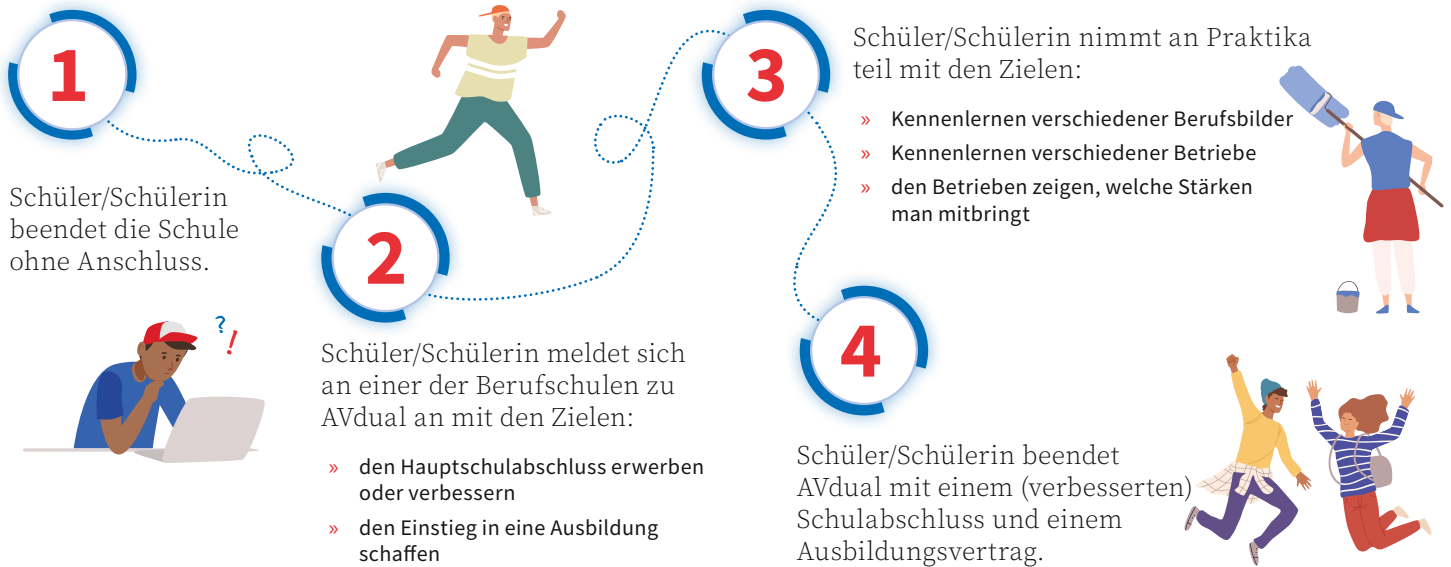 1
Schüler/Schülerin
beendet die Schule
ohne Anschluss.
?!
2
Schüler/Schülerin meldet sich
an einer der Berufschulen zu
AVdual an mit den Zielen:
» den Hauptschulabschluss erwerben
oder verbessern
» den Einstieg in eine Ausbildung
schaffen
3
Schüler/Schülerin nimmt an Praktika
teil mit den Zielen:
» Kennenlernen verschiedener Berufsbilder
» Kennenlernen verschiedener Betriebe
» den Betrieben zeigen, welche Stärken
man mitbringt
4
Schüler/Schülerin beendet
AVdual mit einem (verbesserten)
Schulabschluss und einem
Ausbildungsvertrag.